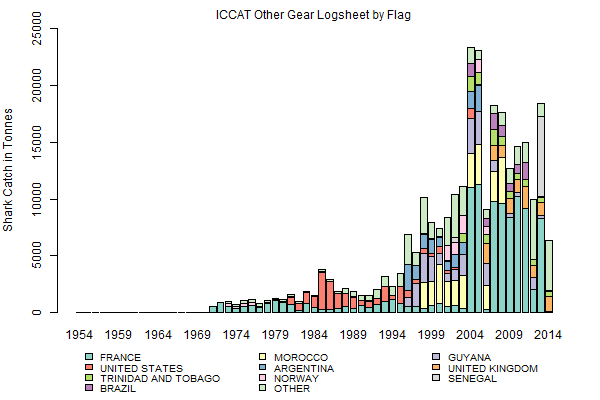 ICCAT Other Gear Logsheet by Flag
Shark Catch in Tonnes
25000
20000
15000
10000
5000
0
1954 1959 1964 1969 1974 1979 1984 1989 1994 1999 2004 2009 2014
FRANCE MOROCCO GUYANA
UNITED STATES ARGENTINA UNITED KINGDOM
TRINIDAD AND TOBAGO NORWAY SENEGAL
BRAZIL OTHER